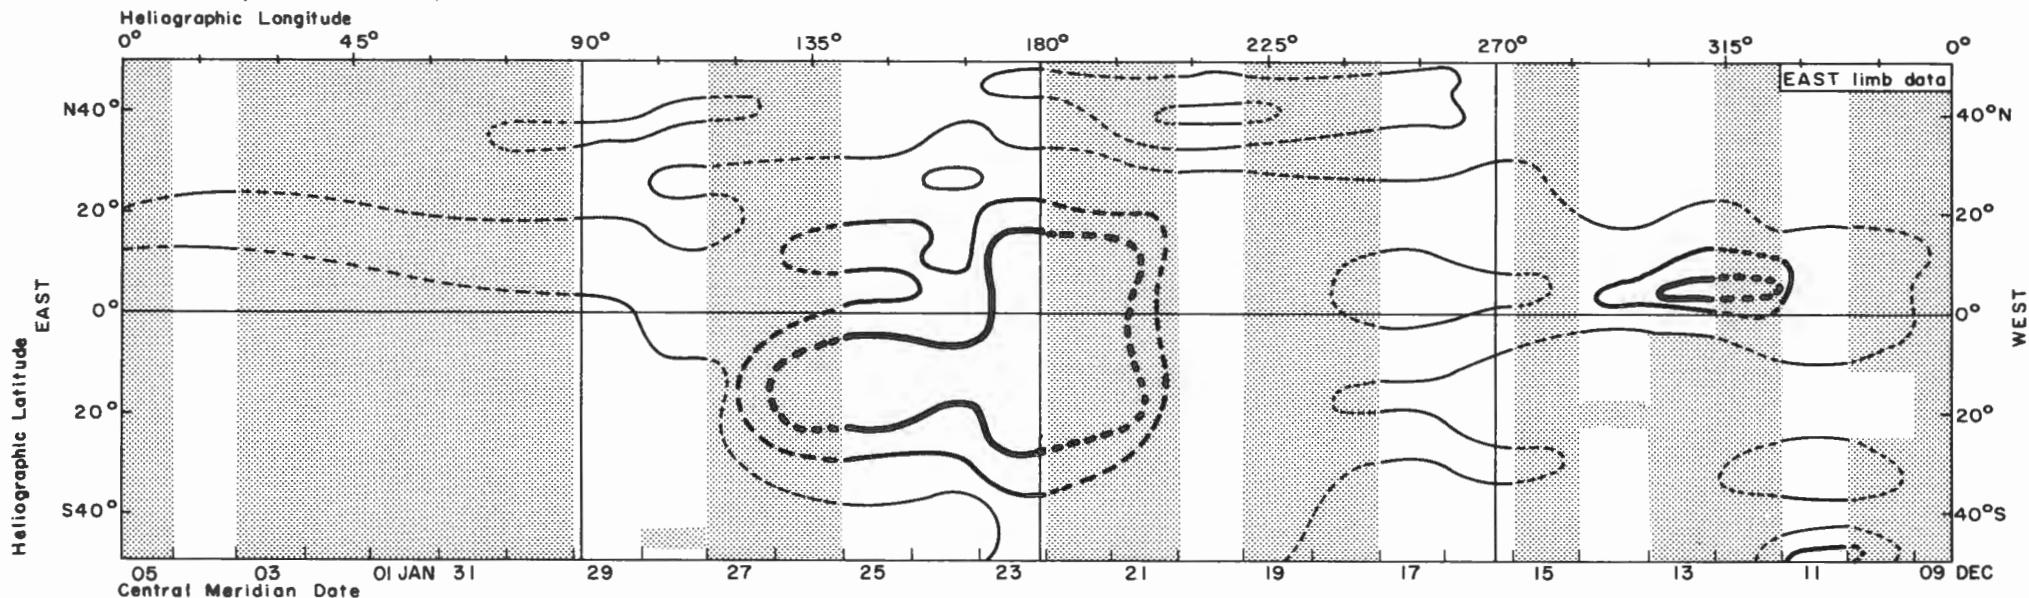 Heliographic Longitude
0° 45° 90° 135° 180° 225° 270° 315° 0°
EAST limb data
N40° 40°N
20° 20°
EAST 0° 0° WEST
20° 20°
S40° 40°S
Heliographic Latitude
05 03 01 JAN 31 29 27 25 23 21 19 17 15 13 11 09 DEC
Central Meridian Date